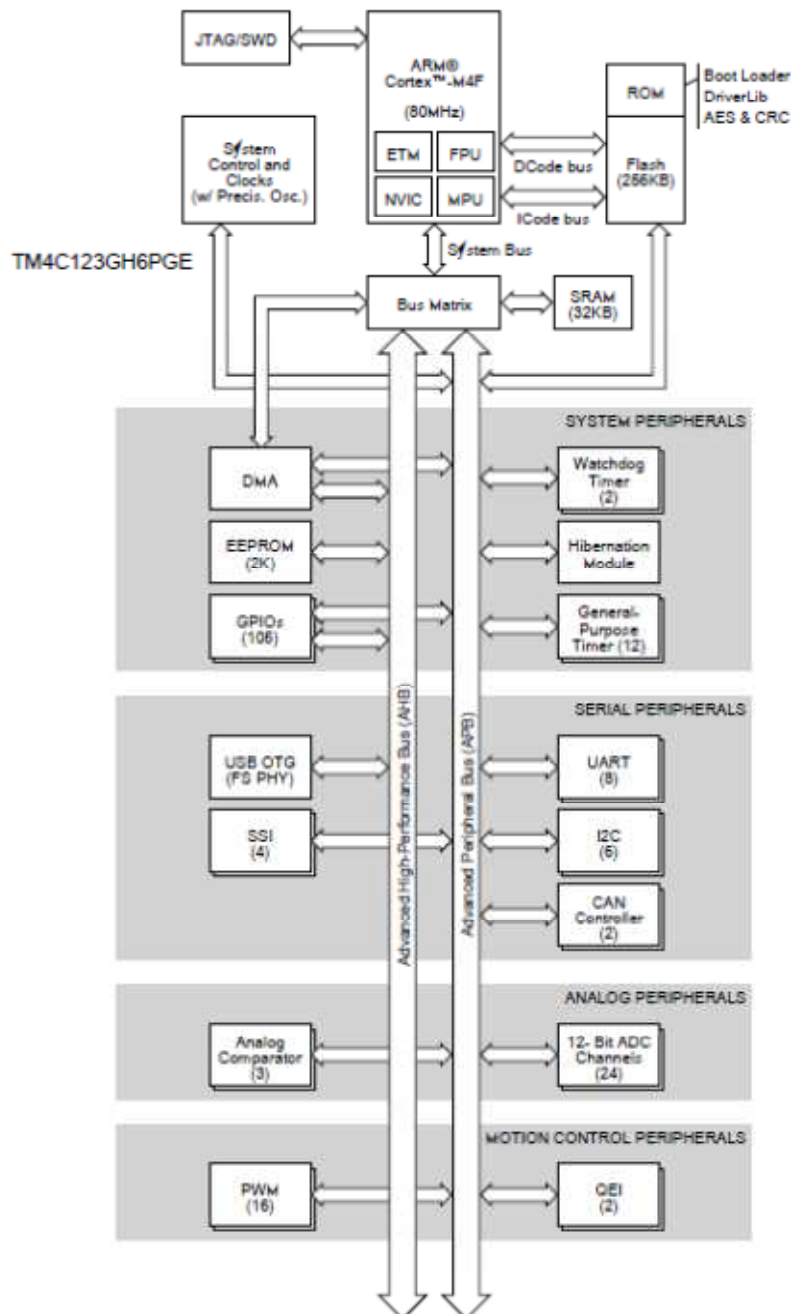 JTAG/SWD
ARM®
Cortex™-M4F
(80MHz)
ETM
FPU
NVIC
MPU
ROM
Boot Loader
DriverLib
AES & CRC
Flash
(256KB)
DCode bus
ICode bus
System
Control and
Clocks
(w/ Precis. Osc.)
TM4C123GH6PGE
System Bus
Bus Matrix
SRAM
(32KB)
SYSTEM PERIPHERALS
DMA
Watchdog
Timer
(2)
EEPROM
(2K)
Hibernation
Module
GPIOs
(105)
General-
Purpose
Timer (12)
Advanced High-Performance Bus (AHB)
Advanced Peripheral Bus (APB)
SERIAL PERIPHERALS
USB OTG
(FS PHY)
UART
(8)
SSI
(4)
I2C
(6)
CAN
Controller
(2)
ANALOG PERIPHERALS
Analog
Comparator
(3)
12- Bit ADC
Channels
(24)
MOTION CONTROL PERIPHERALS
PWM
(16)
QEI
(2)